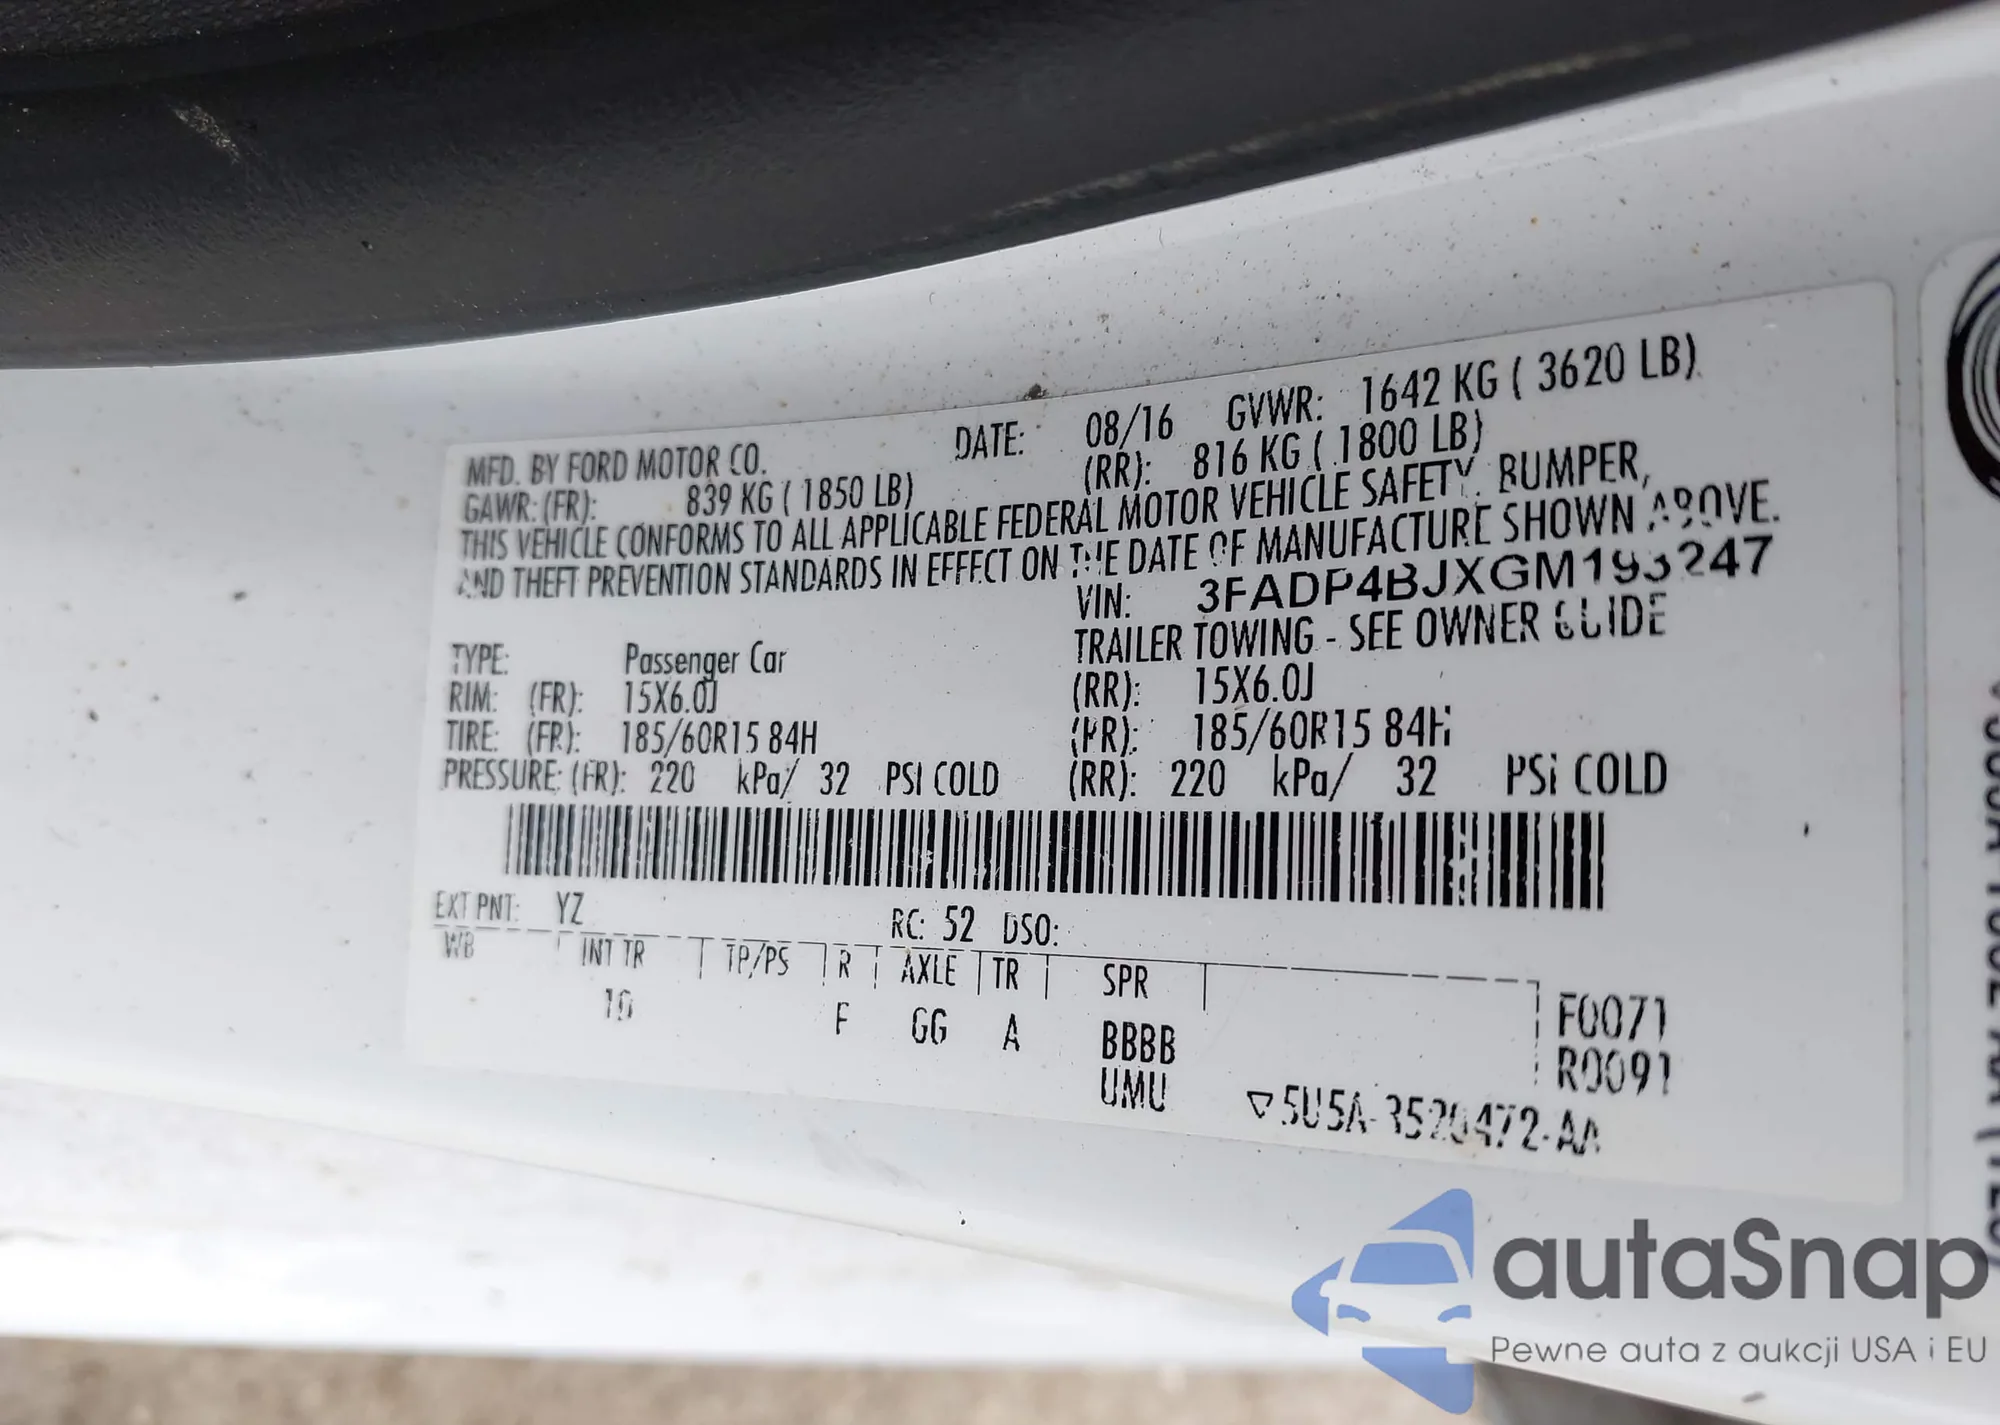 MFD. BY FORD MOTOR CO. DATE: 08/16 GVWR: 1642 KG ( 3620 LB)
GAWR: (FR): 839 KG ( 1850 LB) (RR): 816 KG ( 1800 LB)
THIS VEHICLE CONFORMS TO ALL APPLICABLE FEDERAL MOTOR VEHICLE SAFETY, BUMPER,
AND THEFT PREVENTION STANDARDS IN EFFECT ON THE DATE OF MANUFACTURE SHOWN ABOVE.
VIN: 3FADP4BJXGM193247
TYPE: Passenger Car TRAILER TOWING - SEE OWNER GUIDE
RIM: (FR): 15X6.0J (RR): 15X6.0J
TIRE: (FR): 185/60R15 84H (RR): 185/60R15 84H
PRESSURE: (FR): 220 kPa/ 32 PSI COLD (RR): 220 kPa/ 32 PSi COLD
EXT PNT: YZ RC: 52 DSO:
WB INT TR TP/PS R AXLE TR SPR
10 F GG A BBBB F0071
UMU R0091
5U5A-3520472-AA
autaSnap
Pewne auta z aukcji USA i EU